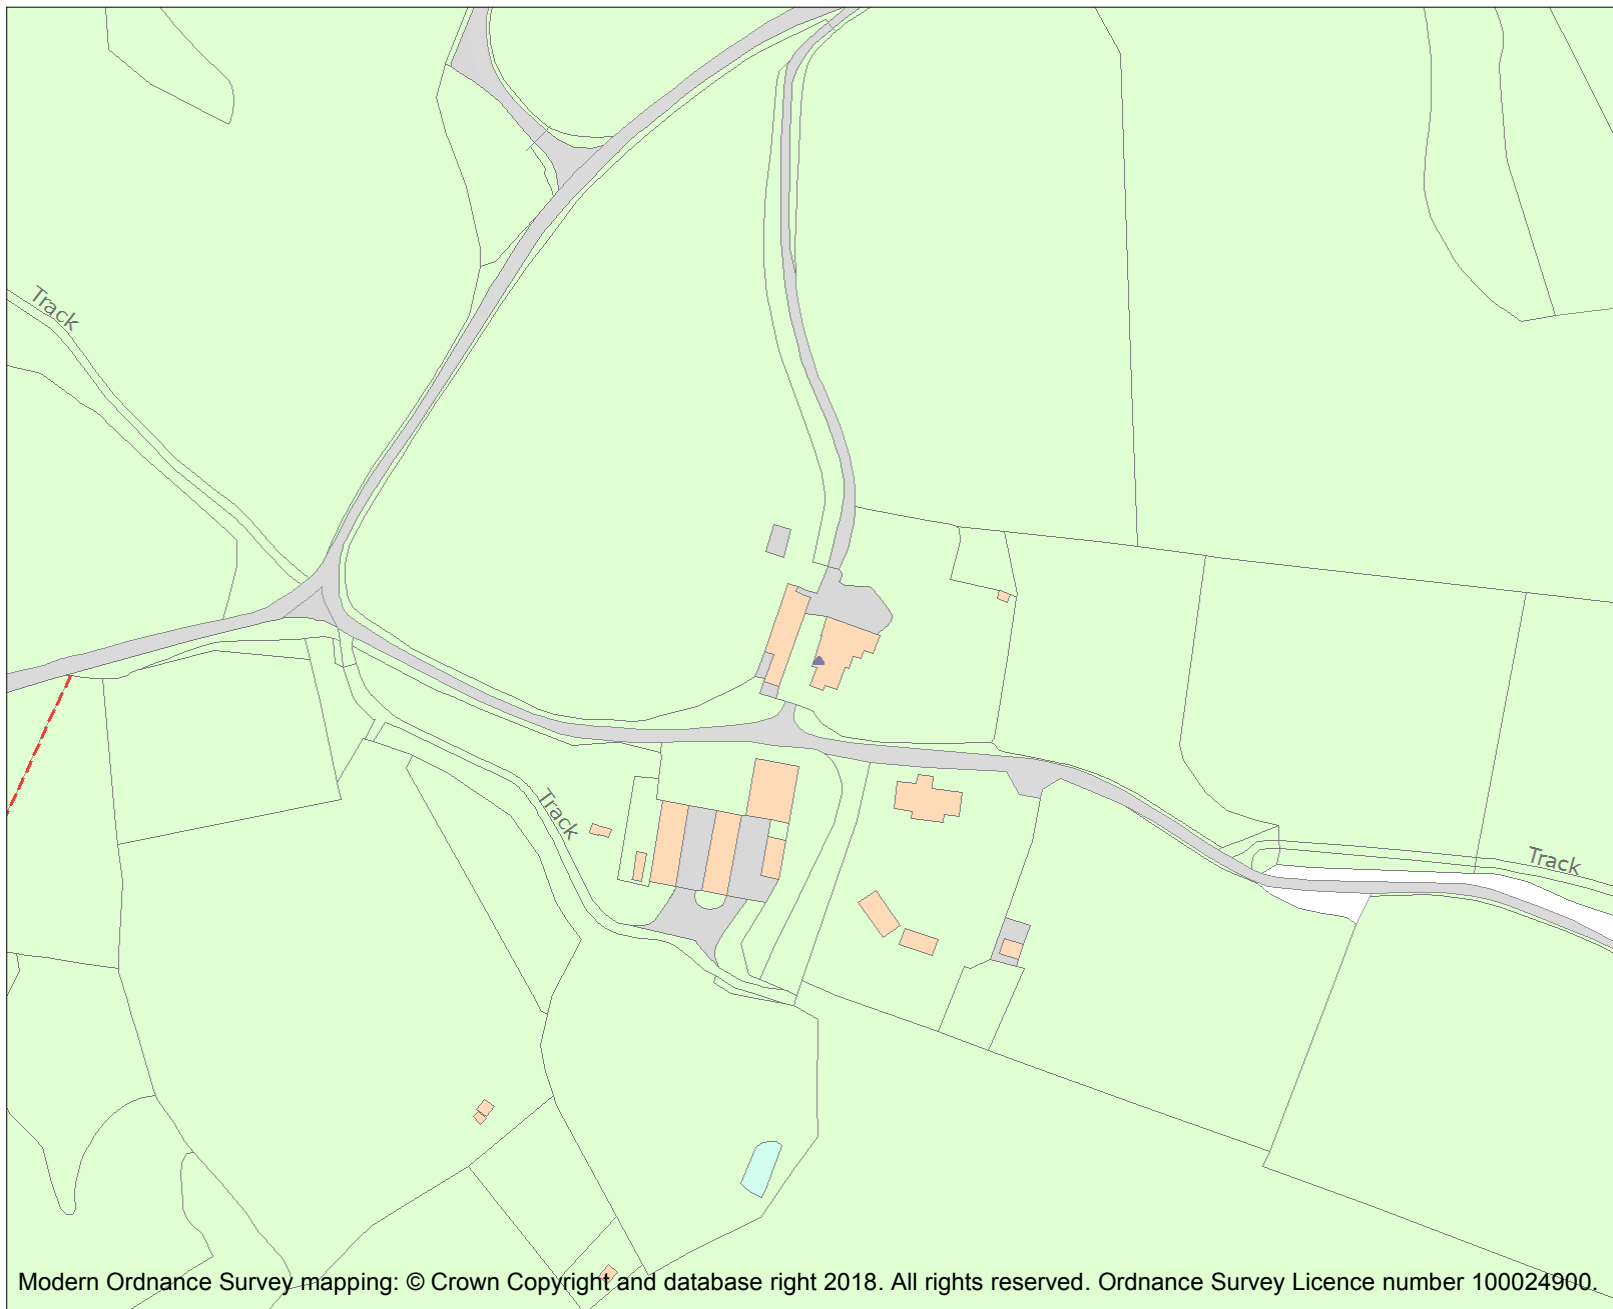 Track
Track
Track
Modern Ordnance Survey mapping: © Crown Copyright and database right 2018. All rights reserved. Ordnance Survey Licence number 100024900.